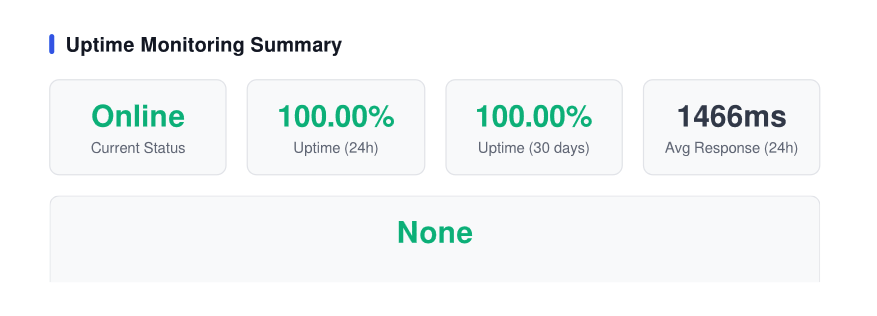 Uptime Monitoring Summary
Online 100.00% 100.00% 1466ms
Current Status Uptime (24h) Uptime (30 days) Avg Response (24h)
None